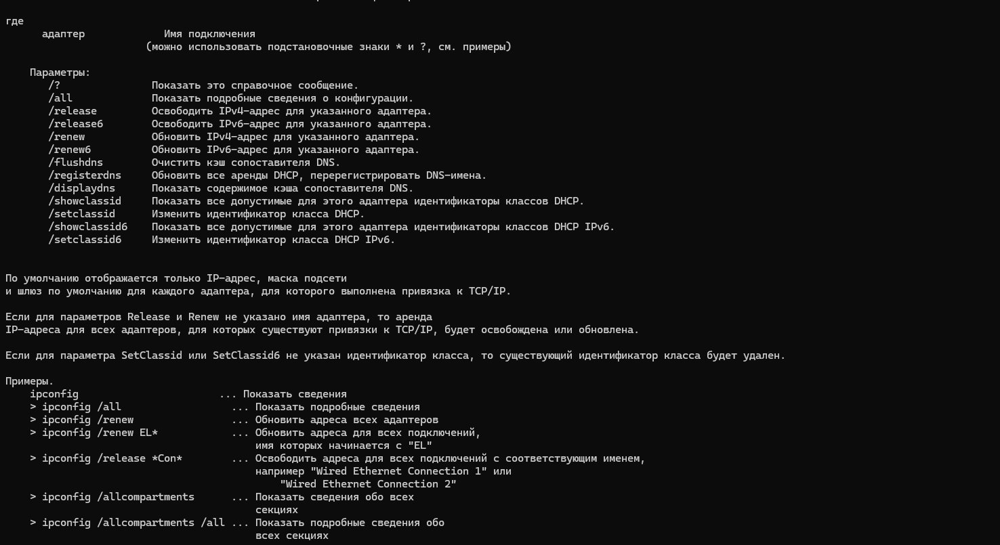 где
адаптер Имя подключения
(можно использовать подстановочные знаки * и ?, см. примеры)
Параметры:
/? Показать это справочное сообщение.
/all Показать подробные сведения о конфигурации.
/release Освободить IPv4-адрес для указанного адаптера.
/release6 Освободить IPv6-адрес для указанного адаптера.
/renew Обновить IPv4-адрес для указанного адаптера.
/renew6 Обновить IPv6-адрес для указанного адаптера.
/flushdns Очистить кэш сопоставителя DNS.
/registerdns Обновить все аренды DHCP, перерегистрировать DNS-имена.
/displaydns Показать содержимое кэша сопоставителя DNS.
/showclassid Показать все допустимые для этого адаптера идентификаторы классов DHCP.
/setclassid Изменить идентификатор класса DHCP.
/showclassid6 Показать все допустимые для этого адаптера идентификаторы классов DHCP IPv6.
/setclassid6 Изменить идентификатор класса DHCP IPv6.
По умолчанию отображается только IP-адрес, маска подсети
и шлюз по умолчанию для каждого адаптера, для которого выполнена привязка к TCP/IP.
Если для параметров Release и Renew не указано имя адаптера, то аренда
IP-адреса для всех адаптеров, для которых существуют привязки к TCP/IP, будет освобождена или обновлена.
Если для параметра SetClassid или SetClassid6 не указан идентификатор класса, то существующий идентификатор класса будет удален.
Примеры.
ipconfig ... Показать сведения
> ipconfig /all ... Показать подробные сведения
> ipconfig /renew ... Обновить адреса всех адаптеров
> ipconfig /renew EL* ... Обновить адреса для всех подключений,
имя которых начинается с "EL"
> ipconfig /release *Con* ... Освободить адреса для всех подключений с соответствующим именем,
например "Wired Ethernet Connection 1" или
"Wired Ethernet Connection 2"
> ipconfig /allcompartments ... Показать сведения обо всех
секциях
> ipconfig /allcompartments /all ... Показать подробные сведения обо
всех секциях